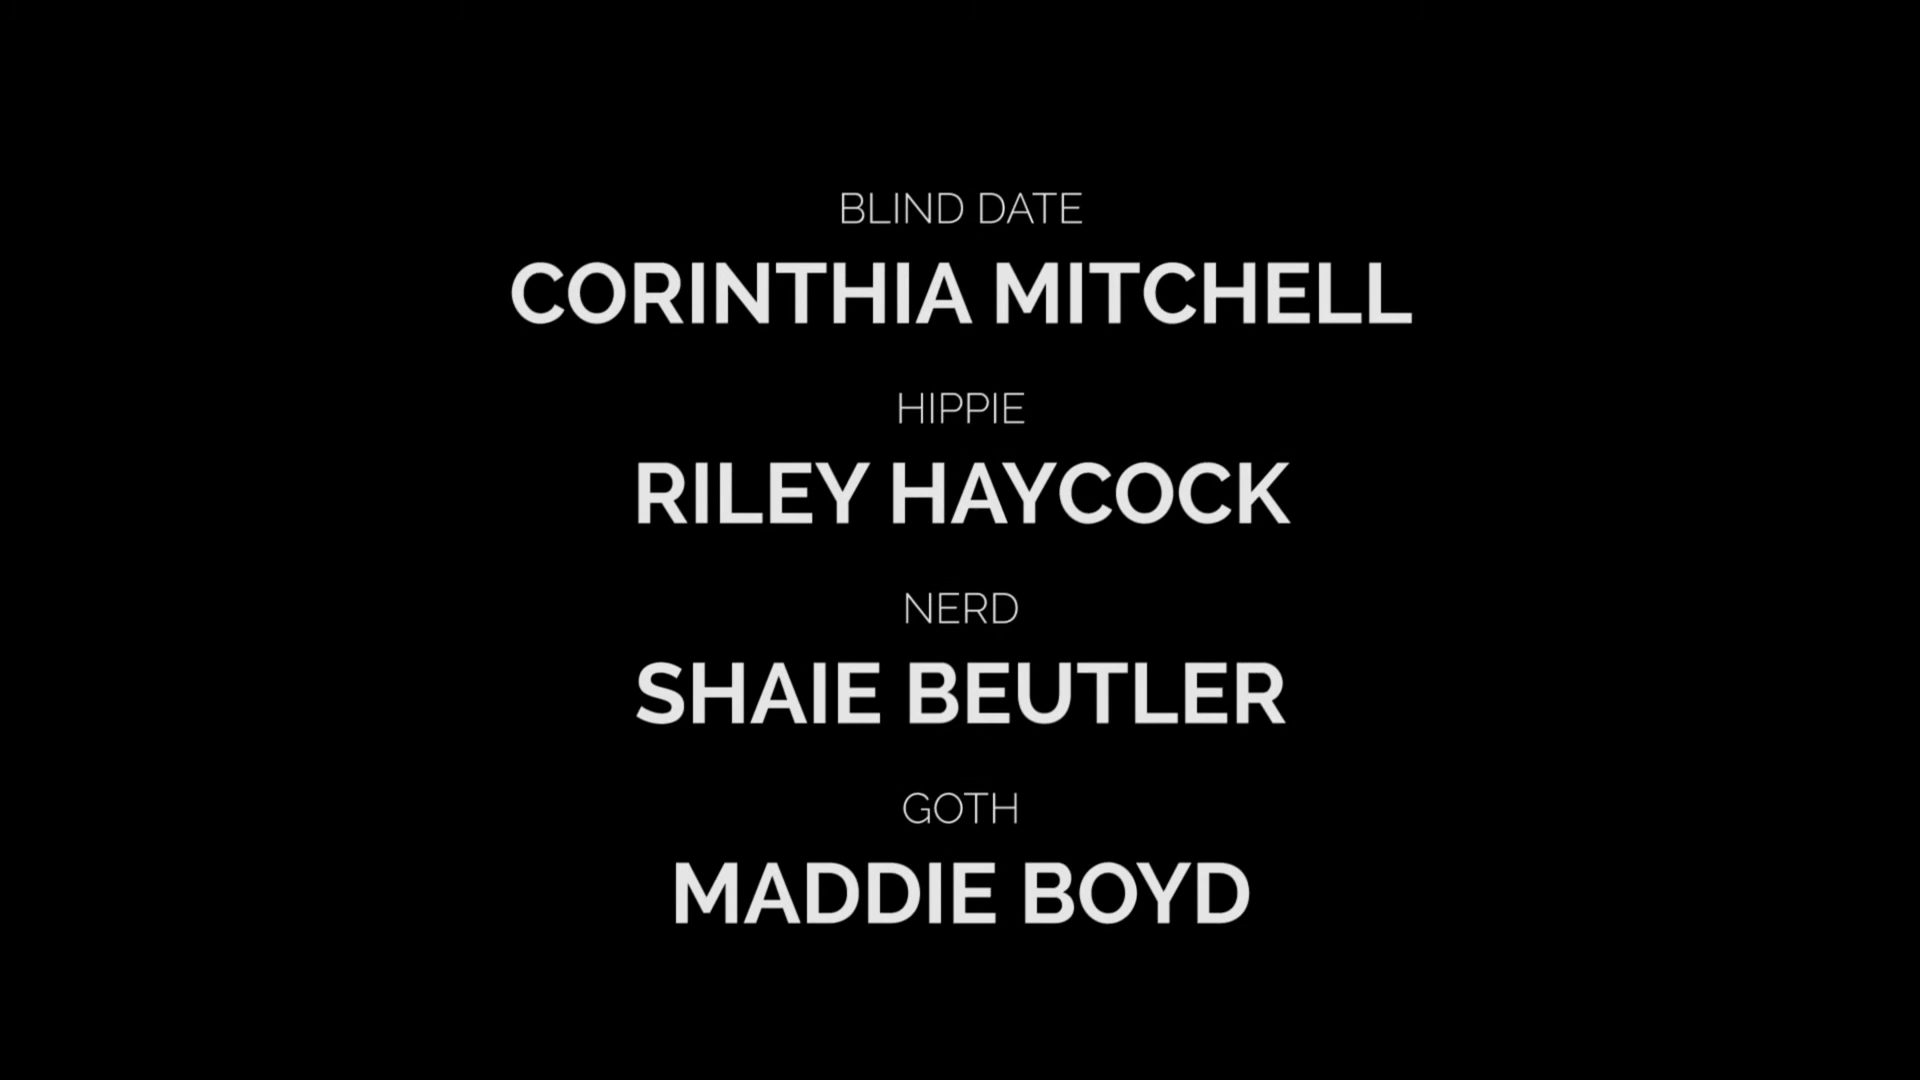 BLIND DATE
CORINTHIA MITCHELL
HIPPIE
RILEY HAYCOCK
NERD
SHAIE BEUTLER
GOTH
MADDIE BOYD